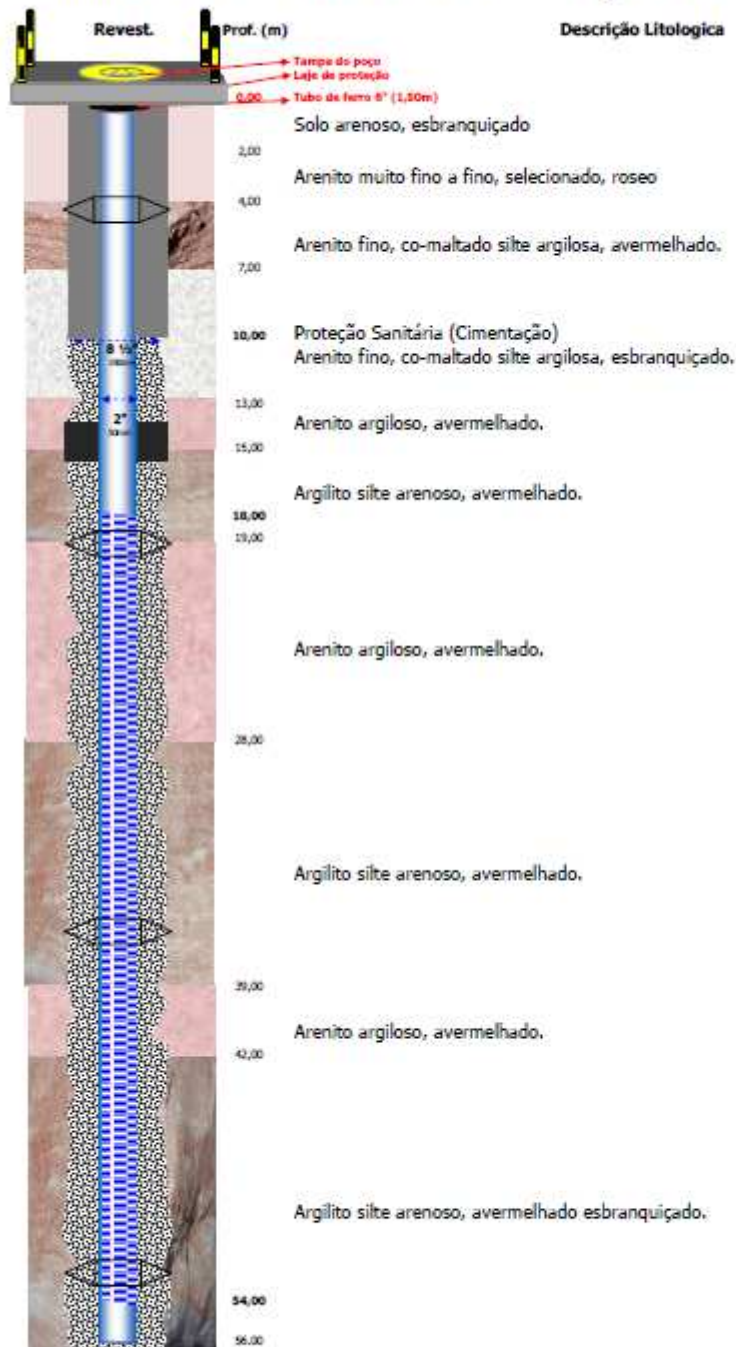 Revest.
Prof. (m)
Descrição Litologica
Tampa do poço
Laje de proteção
0,00
Tubo de ferro 6" (1,50m)
Solo arenoso, esbranquiçado
2,00
Arenito muito fino a fino, selecionado, roseo
4,00
Arenito fino, co-maltado silte argilosa, avermelhado.
7,00
10,00
Proteção Sanitária (Cimentação)
8 ½"
Arenito fino, co-maltado silte argilosa, esbranquiçado.
13,00
2"
Arenito argiloso, avermelhado.
15,00
Argilito silte arenoso, avermelhado.
18,00
19,00
Arenito argiloso, avermelhado.
28,00
Argilito silte arenoso, avermelhado.
39,00
Arenito argiloso, avermelhado.
42,00
Argilito silte arenoso, avermelhado esbranquiçado.
54,00
56,00